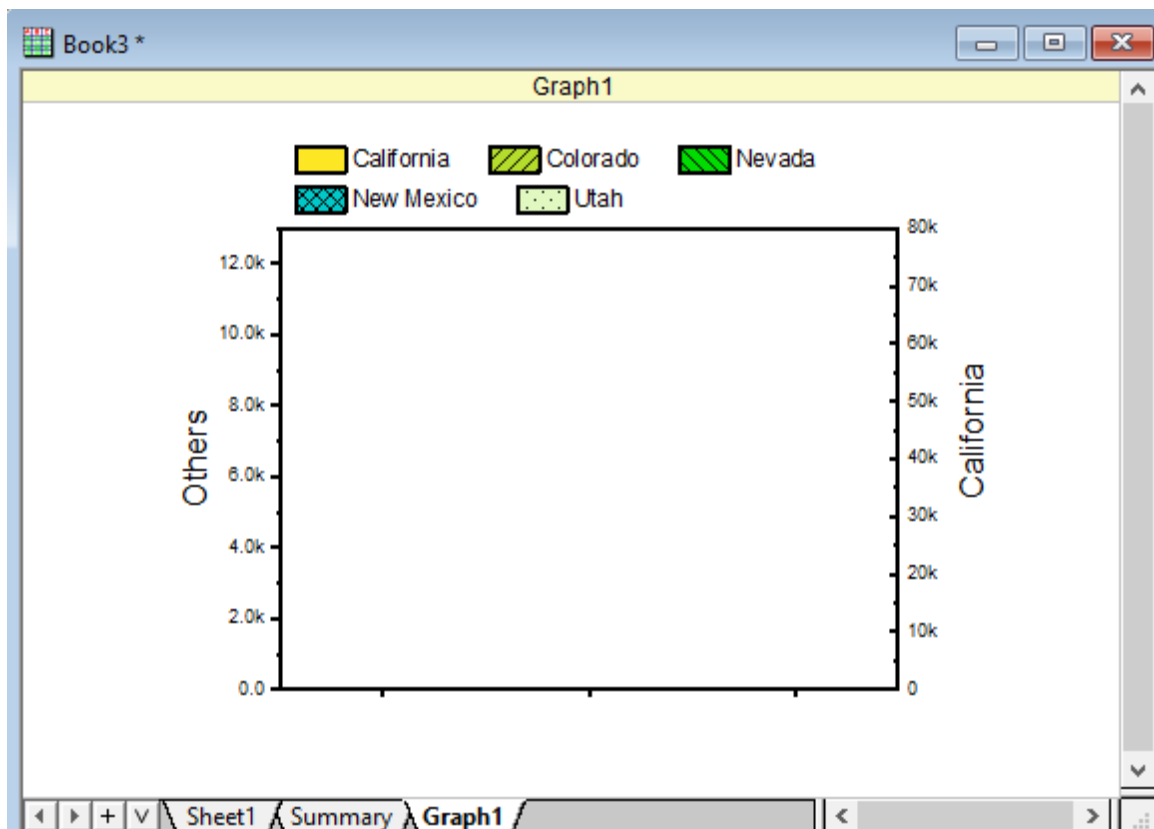 Book3 *
Graph1
California Colorado Nevada
New Mexico Utah
80k
12.0k
70k
10.0k
60k
8.0k
50k
Others
California
6.0k
40k
30k
4.0k
20k
2.0k
10k
0.0
0
Sheet1 Summary Graph1